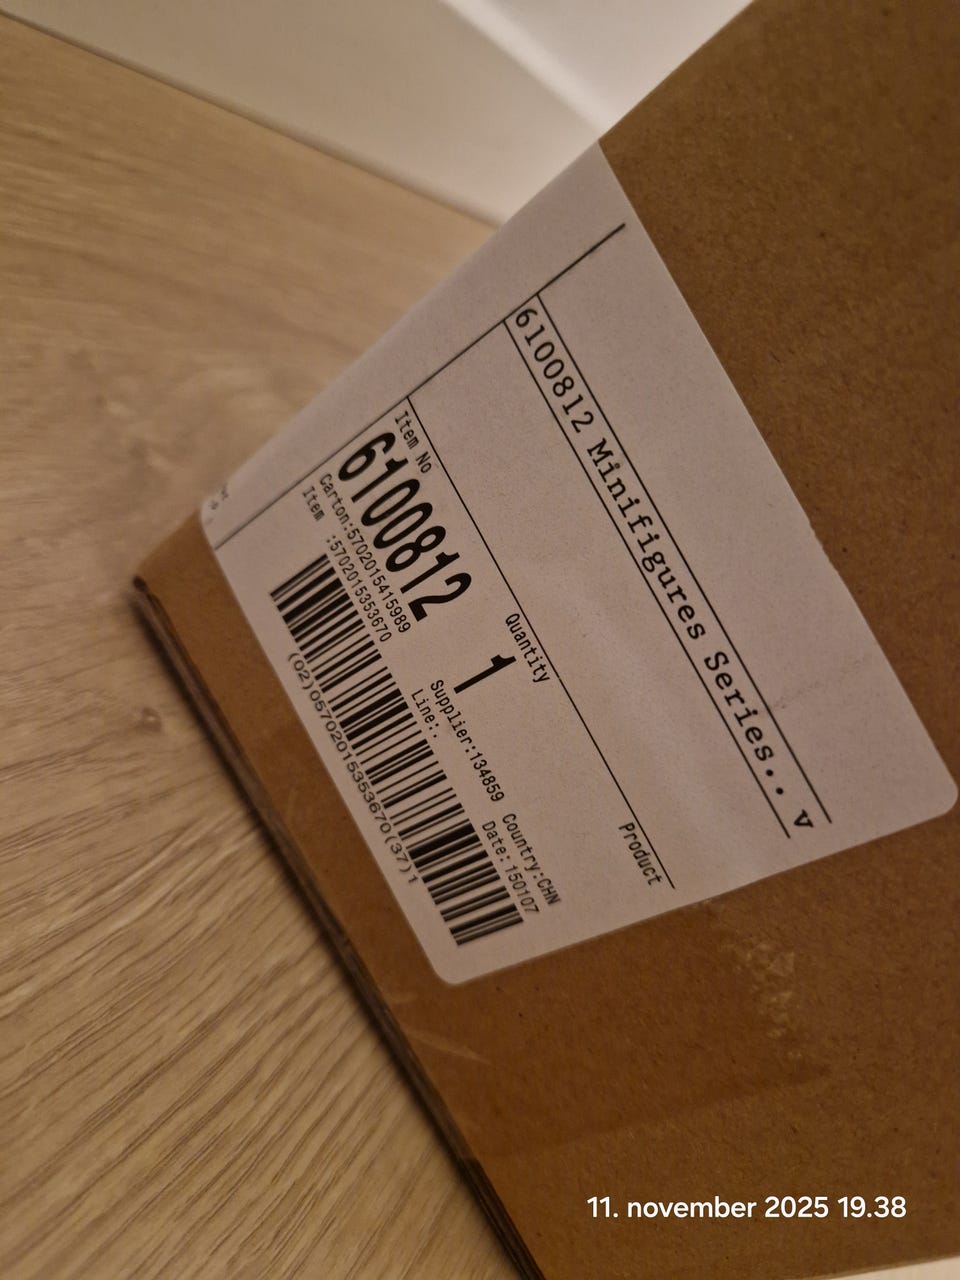 6100812 Minifigures Series.. V
Item No
6100812
Quantity
1
Product
Carton:5702015415989
Item :5702015353670
Supplier:134859 Country:CHN
Line:. Date:150107
(02)05702015353670(37)1
11. november 2025 19.38